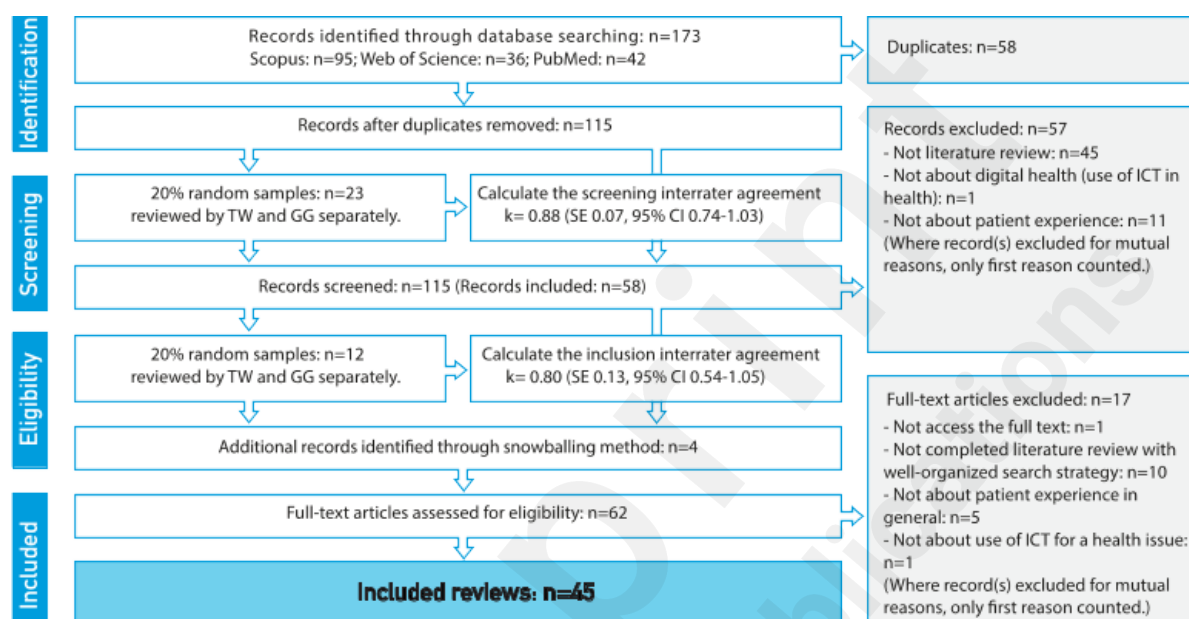 Identification
Records identified through database searching: n=173
Scopus: n=95; Web of Science: n=36; PubMed: n=42
Duplicates: n=58
Records after duplicates removed: n=115
Records excluded: n=57
- Not literature review: n=45
- Not about digital health (use of ICT in
health): n=1
- Not about patient experience: n=11
(Where record(s) excluded for mutual
reasons, only first reason counted.)
Screening
20% random samples: n=23
reviewed by TW and GG separately.
Calculate the screening interrater agreement
k= 0.88 (SE 0.07, 95% CI 0.74-1.03)
Records screened: n=115 (Records included: n=58)
Eligibility
20% random samples: n=12
reviewed by TW and GG separately.
Calculate the inclusion interrater agreement
k= 0.80 (SE 0.13, 95% CI 0.54-1.05)
Additional records identified through snowballing method: n=4
Full-text articles excluded: n=17
- Not access the full text: n=1
- Not completed literature review with
well-organized search strategy: n=10
- Not about patient experience in
general: n=5
- Not about use of ICT for a health issue:
n=1
(Where record(s) excluded for mutual
reasons, only first reason counted.)
Included
Full-text articles assessed for eligibility: n=62
Included reviews: n=45
print
blications